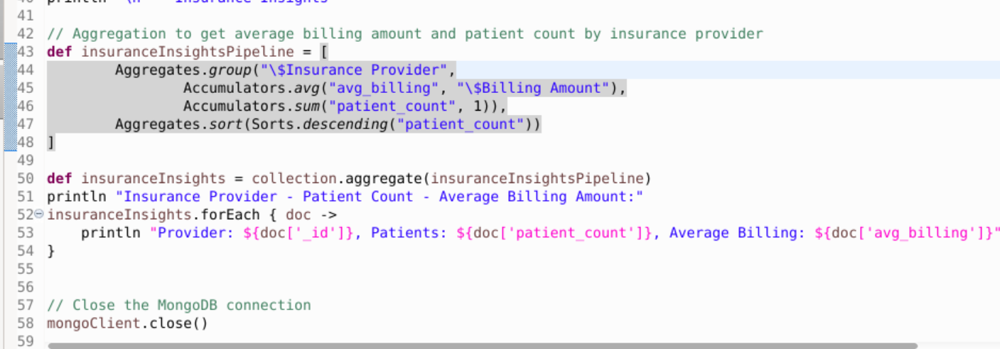 40 println "\n    Insurance Insights"
41
42 // Aggregation to get average billing amount and patient count by insurance provider
43 def insuranceInsightsPipeline = [
44         Aggregates.group("\$Insurance Provider",
45                 Accumulators.avg("avg_billing", "\$Billing Amount"),
46                 Accumulators.sum("patient_count", 1)),
47         Aggregates.sort(Sorts.descending("patient_count"))
48 ]
49
50 def insuranceInsights = collection.aggregate(insuranceInsightsPipeline)
51 println "Insurance Provider - Patient Count - Average Billing Amount:"
52 insuranceInsights.forEach { doc ->
53     println "Provider: ${doc['_id']}, Patients: ${doc['patient_count']}, Average Billing: ${doc['avg_billing']}"
54 }
55
56
57 // Close the MongoDB connection
58 mongoClient.close()
59